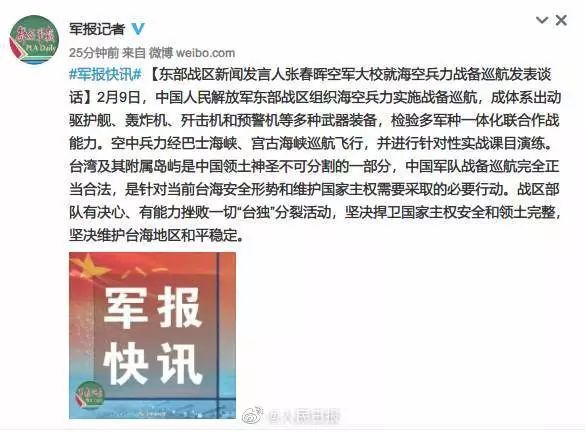 解放军报
PLA Daily
军报记者
25分钟前 来自 微博 weibo.com
#军报快讯#【东部战区新闻发言人张春晖空军大校就海空兵力战备巡航发表谈
话】2月9日，中国人民解放军东部战区组织海空兵力实施战备巡航，成体系出动
驱护舰、轰炸机、歼击机和预警机等多种武器装备，检验多军种一体化联合作战
能力。空中兵力经巴士海峡、宫古海峡巡航飞行，并进行针对性实战课目演练。
台湾及其附属岛屿是中国领土神圣不可分割的一部分，中国军队战备巡航完全正
当合法，是针对当前台海安全形势和维护国家主权需要采取的必要行动。战区部
队有决心、有能力挫败一切“台独”分裂活动，坚决捍卫国家主权安全和领土完整，
坚决维护台海地区和平稳定。
八一
军报
快讯
@人民日报